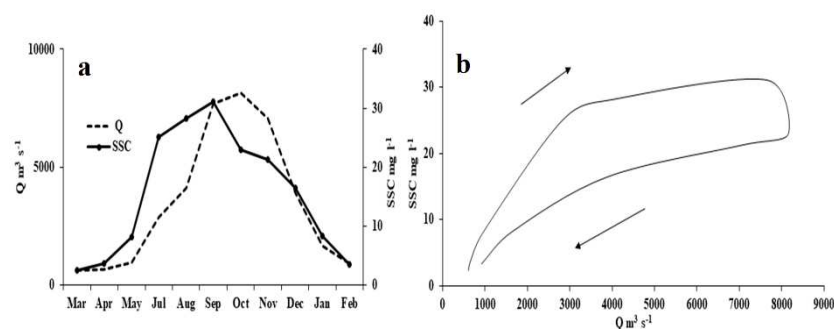 a
10000
5000
0
Q m³ s⁻¹
40
30
20
10
0
SSC mg l⁻¹
Q
SSC
Mar Apr May Jul Aug Sep Oct Nov Dec Jan Feb
b
40
30
20
10
0
SSC mg l⁻¹
0 1000 2000 3000 4000 5000 6000 7000 8000 9000
Q m³ s⁻¹